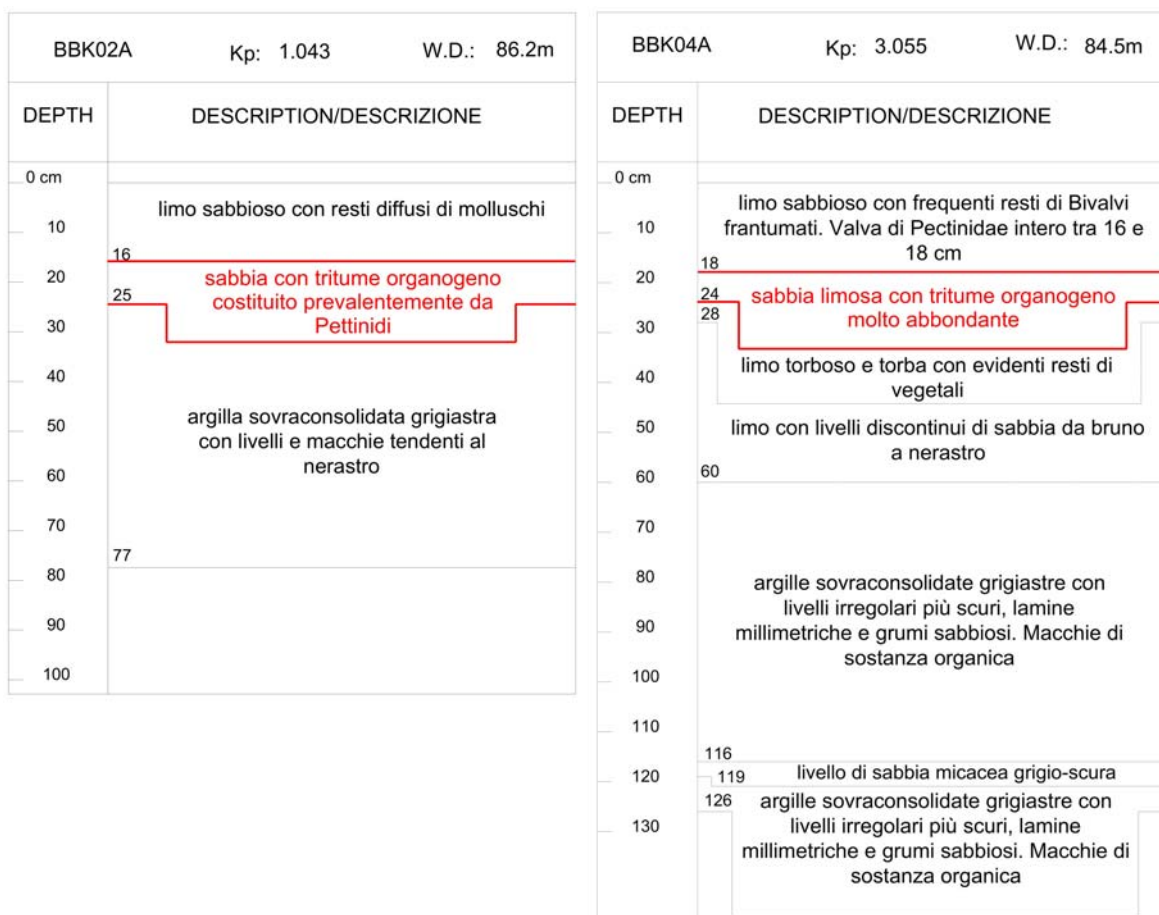 BBK02A Kp: 1.043 W.D.: 86.2m
DEPTH DESCRIPTION/DESCRIZIONE
0 cm
limo sabbioso con resti diffusi di molluschi
10
16
20
sabbia con tritume organogeno
25
costituito prevalentemente da
Pettinidi
30
40
argilla sovraconsolidata grigiastra
50
con livelli e macchie tendenti al
nerastro
60
70
77
80
90
100
BBK04A Kp: 3.055 W.D.: 84.5m
DEPTH DESCRIPTION/DESCRIZIONE
0 cm
limo sabbioso con frequenti resti di Bivalvi
10
frantumati. Valva di Pectinidae intero tra 16 e
18 cm
18
20
24
sabbia limosa con tritume organogeno
28
molto abbondante
30
limo torboso e torba con evidenti resti di
40
vegetali
50
limo con livelli discontinui di sabbia da bruno
a nerastro
60
60
70
80
argille sovraconsolidate grigiastre con
livelli irregolari più scuri, lamine
90
millimetriche e grumi sabbiosi. Macchie di
sostanza organica
100
110
116
livello di sabbia micacea grigio-scura
120
119
126
argille sovraconsolidate grigiastre con
livelli irregolari più scuri, lamine
130
millimetriche e grumi sabbiosi. Macchie di
sostanza organica